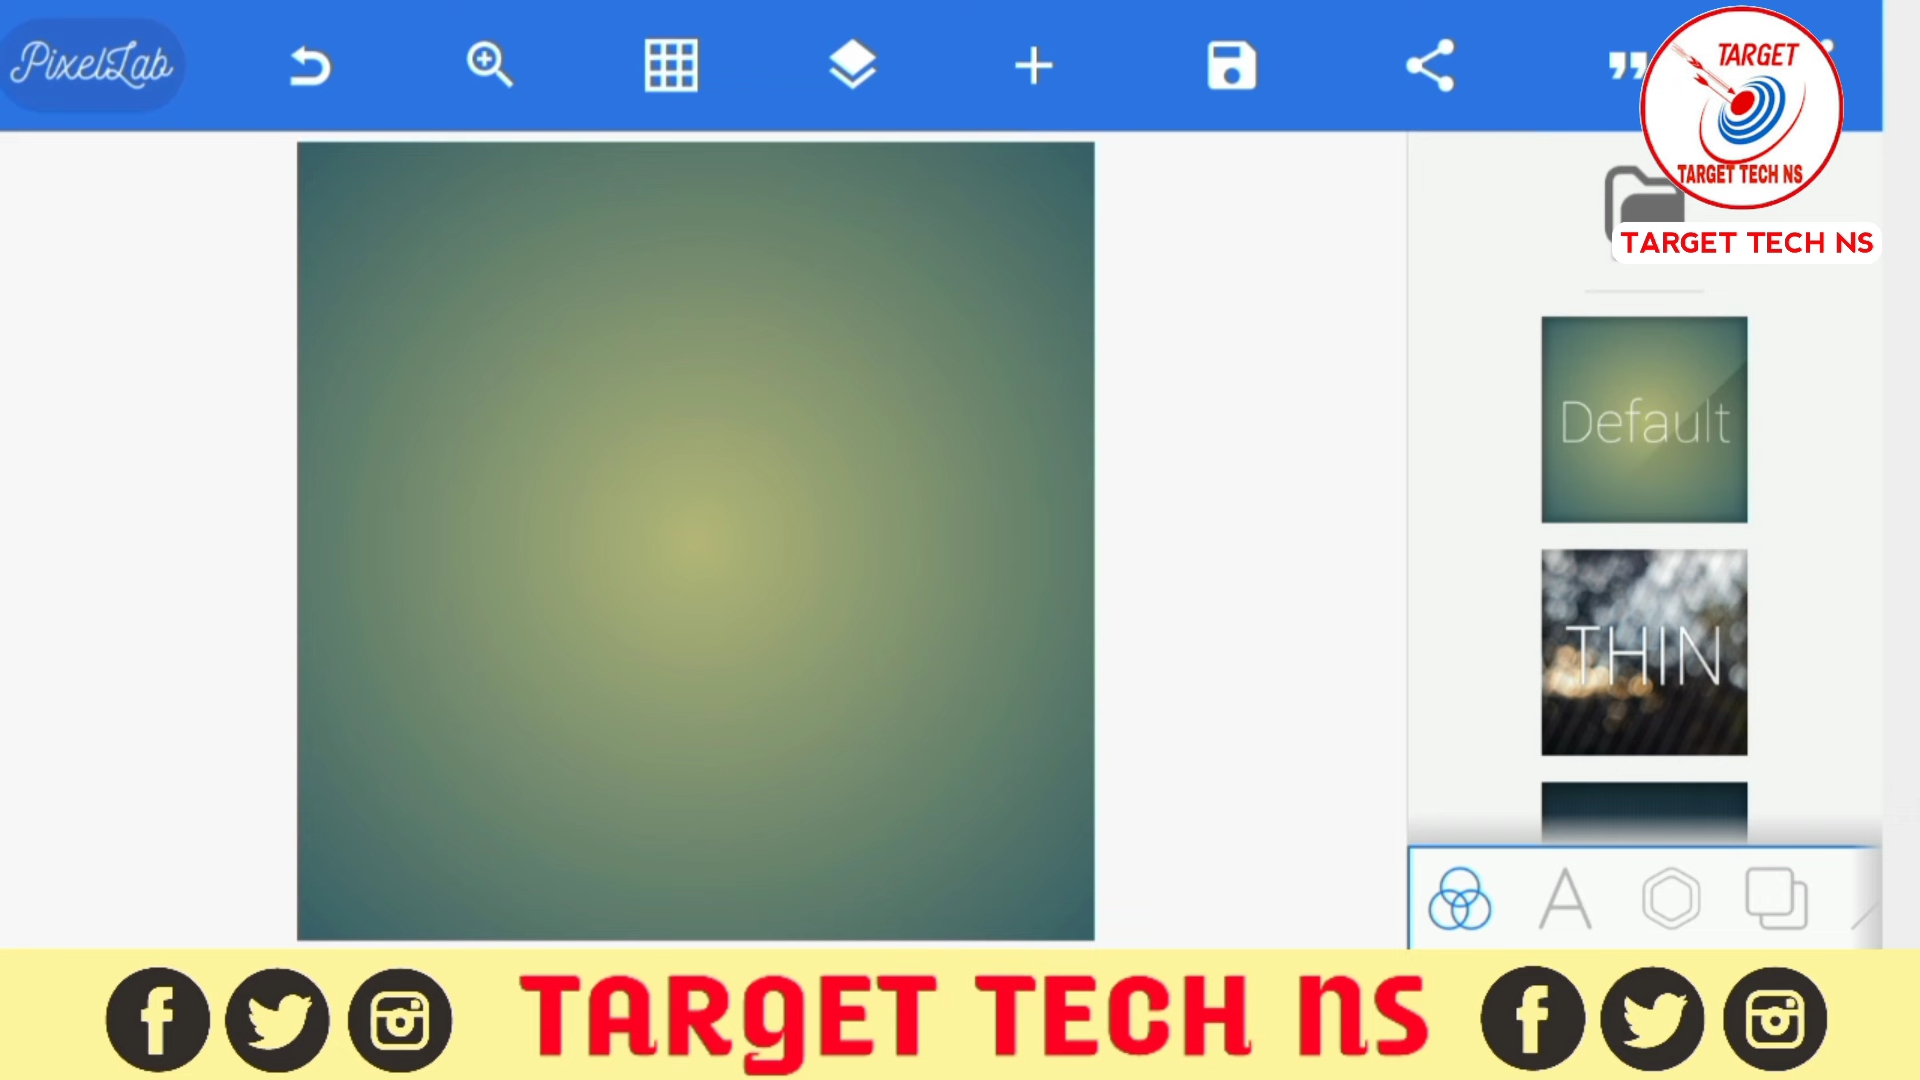 PixelLab
TARGET
TARGET TECH NS
TARGET TECH NS
Default
THIN
TARGET TECH NS